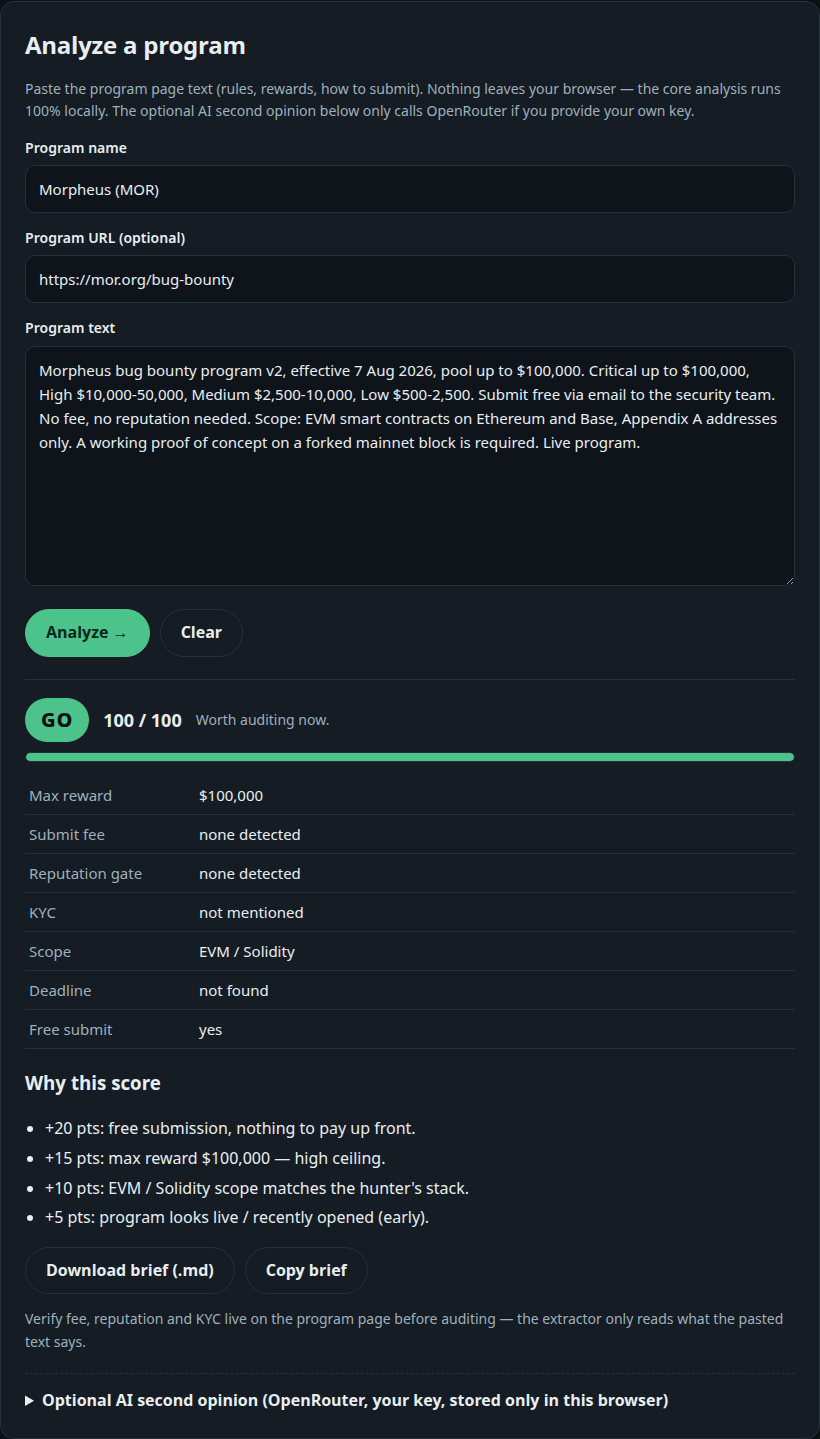 Analyze a program
Paste the program page text (rules, rewards, how to submit). Nothing leaves your browser — the core analysis runs
100% locally. The optional AI second opinion below only calls OpenRouter if you provide your own key.
Program name
Morpheus (MOR)
Program URL (optional)
https://mor.org/bug-bounty
Program text
Morpheus bug bounty program v2, effective 7 Aug 2026, pool up to $100,000. Critical up to $100,000,
High $10,000-50,000, Medium $2,500-10,000, Low $500-2,500. Submit free via email to the security team.
No fee, no reputation needed. Scope: EVM smart contracts on Ethereum and Base, Appendix A addresses
only. A working proof of concept on a forked mainnet block is required. Live program.
Analyze →
Clear
GO 100 / 100 Worth auditing now.
Max reward $100,000
Submit fee none detected
Reputation gate none detected
KYC not mentioned
Scope EVM / Solidity
Deadline not found
Free submit yes
Why this score
• +20 pts: free submission, nothing to pay up front.
• +15 pts: max reward $100,000 — high ceiling.
• +10 pts: EVM / Solidity scope matches the hunter's stack.
• +5 pts: program looks live / recently opened (early).
Download brief (.md)
Copy brief
Verify fee, reputation and KYC live on the program page before auditing — the extractor only reads what the pasted
text says.
▶ Optional AI second opinion (OpenRouter, your key, stored only in this browser)